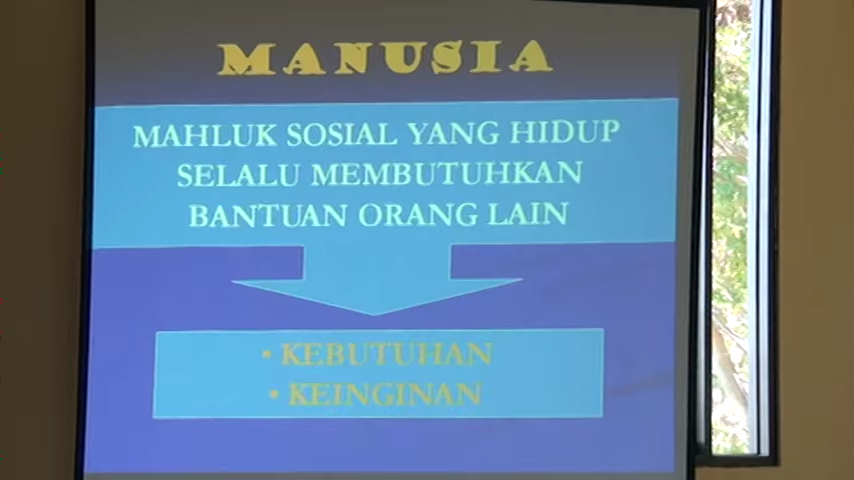 MANUSIA
MAHLUK SOSIAL YANG HIDUP
SELALU MEMBUTUHKAN
BANTUAN ORANG LAIN
• KEBUTUHAN
• KEINGINAN